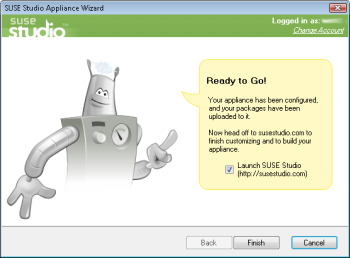 SUSE Studio Appliance Wizard
Logged in as:
Change Account
suse
studio
Ready to Go!
Your appliance has been configured,
and your packages have been
uploaded to it.
Now head off to susestudio.com to
finish customizing and to build your
appliance.
Launch SUSE Studio
(http://susestudio.com)
Back
Finish
Cancel